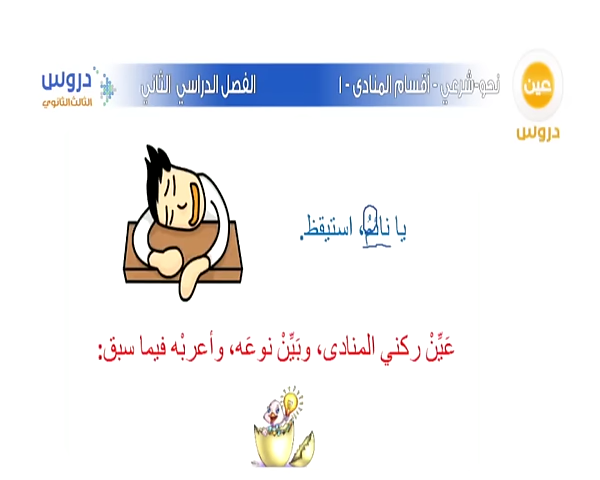 عين
دروس
نحو-شرعي - أقسام المنادى - ١
الفصل الدراسي الثاني
دروس
الثالث الثانوي
يا نائمُ، استيقظ.
عَيِّنْ ركني المنادى، وبَيِّنْ نوعَه، وأعربْه فيما سبق: